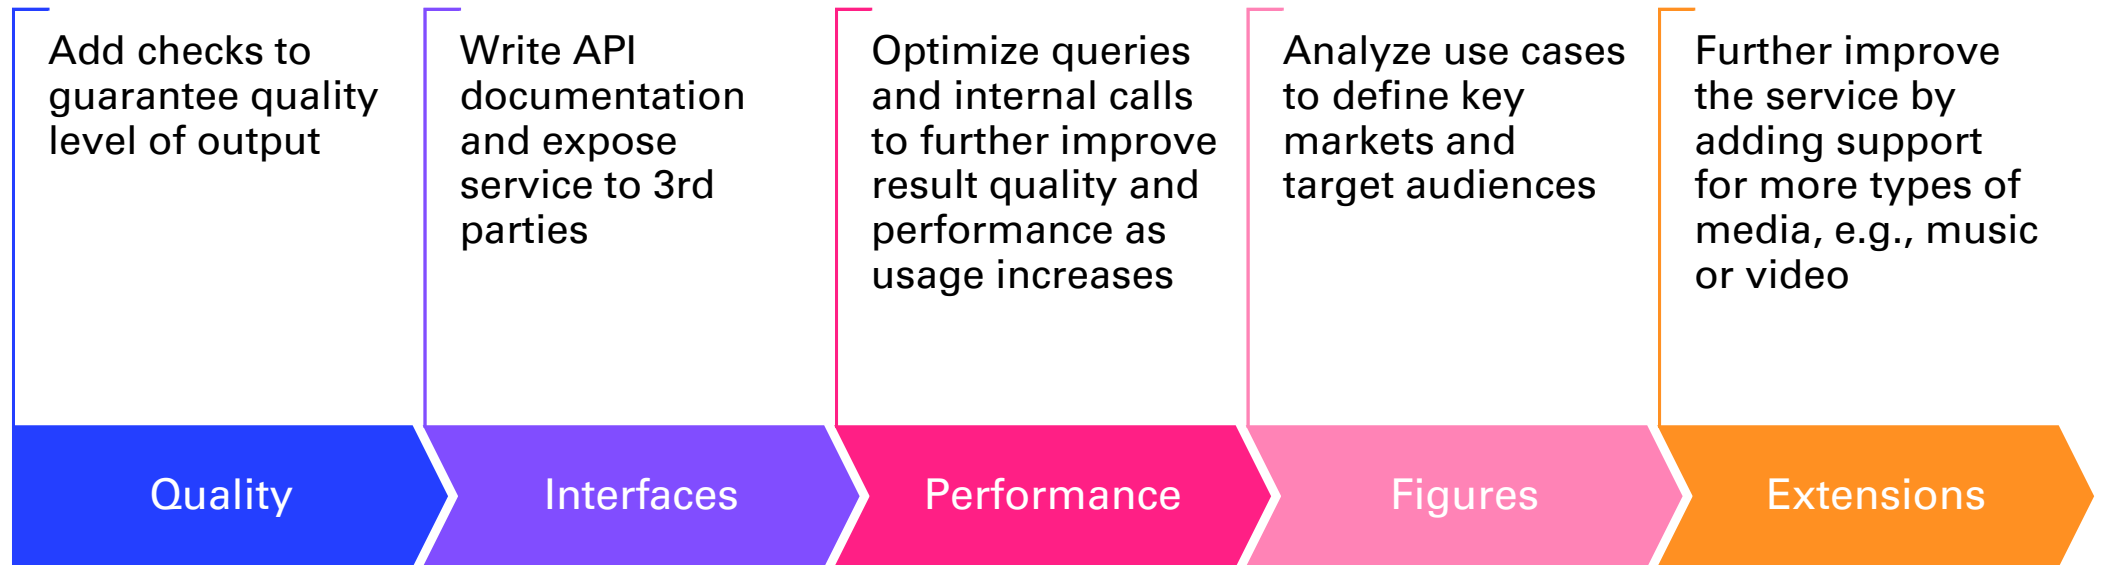 Add checks to
guarantee quality
level of output
Write API
documentation
and expose
service to 3rd
parties
Optimize queries
and internal calls
to further improve
result quality and
performance as
usage increases
Analyze use cases
to define key
markets and
target audiences
Further improve
the service by
adding support
for more types of
media, e.g., music
or video
Quality
Interfaces
Performance
Figures
Extensions